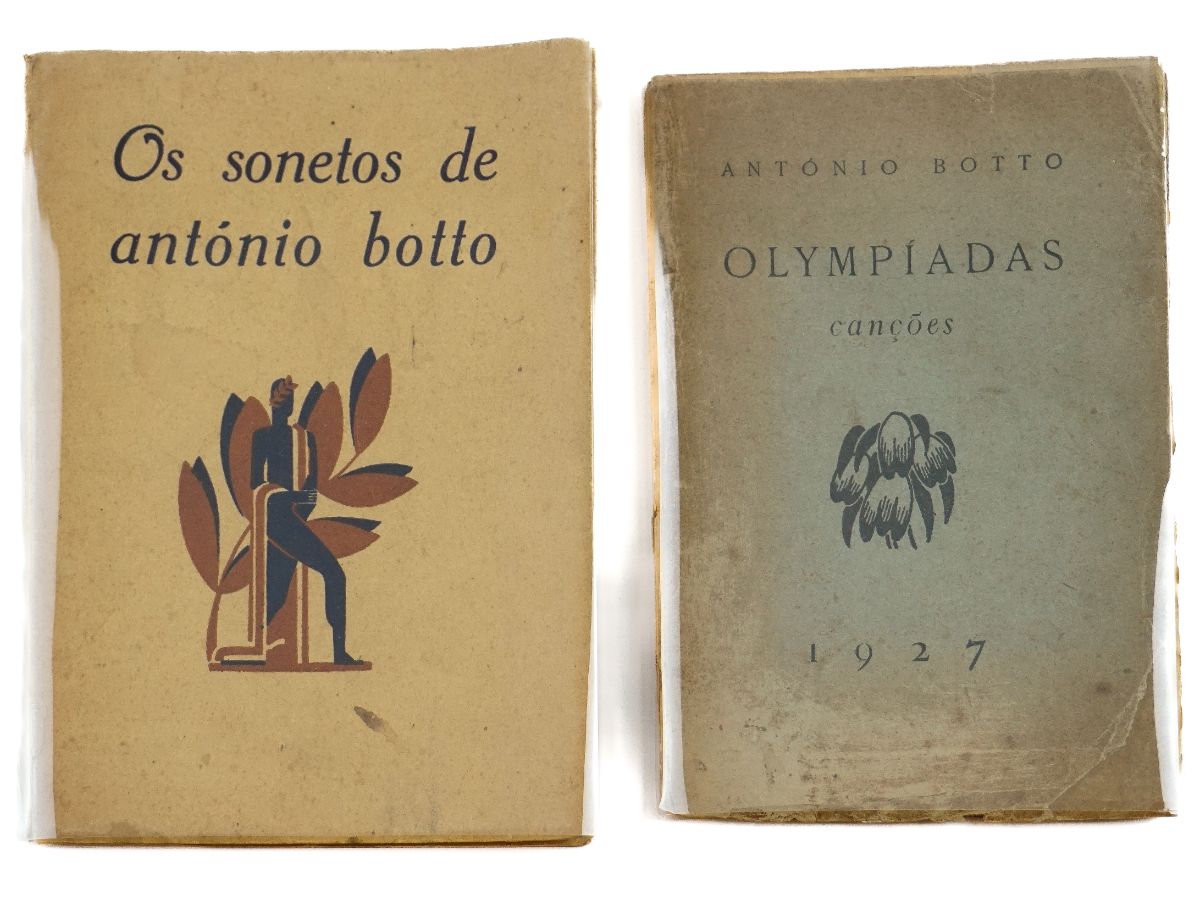 Os sonetos de
antónio botto
ANTÓNIO BOTTO
OLYMPÍADAS
canções
1927